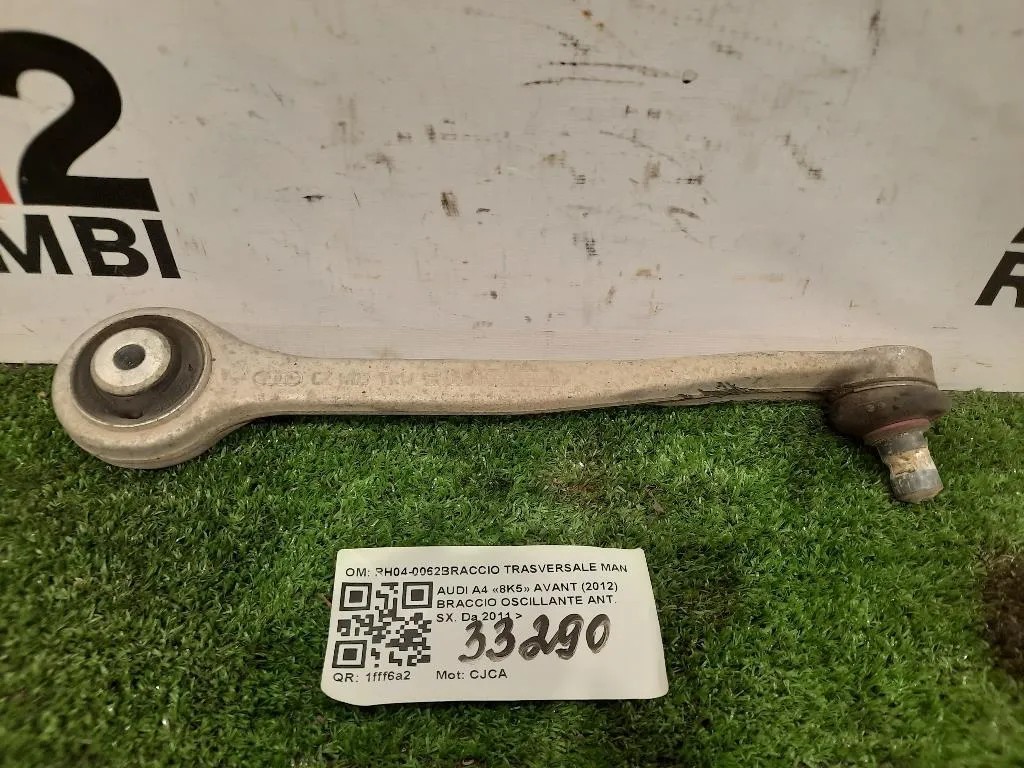 2
MBI
R
OM: RH04-0062BRACCIO TRASVERSALE MAN
AUDI A4 «8K5» AVANT (2012)
BRACCIO OSCILLANTE ANT.
SX. Da 2011 >
33290
QR: 1fff6a2 Mot: CJCA